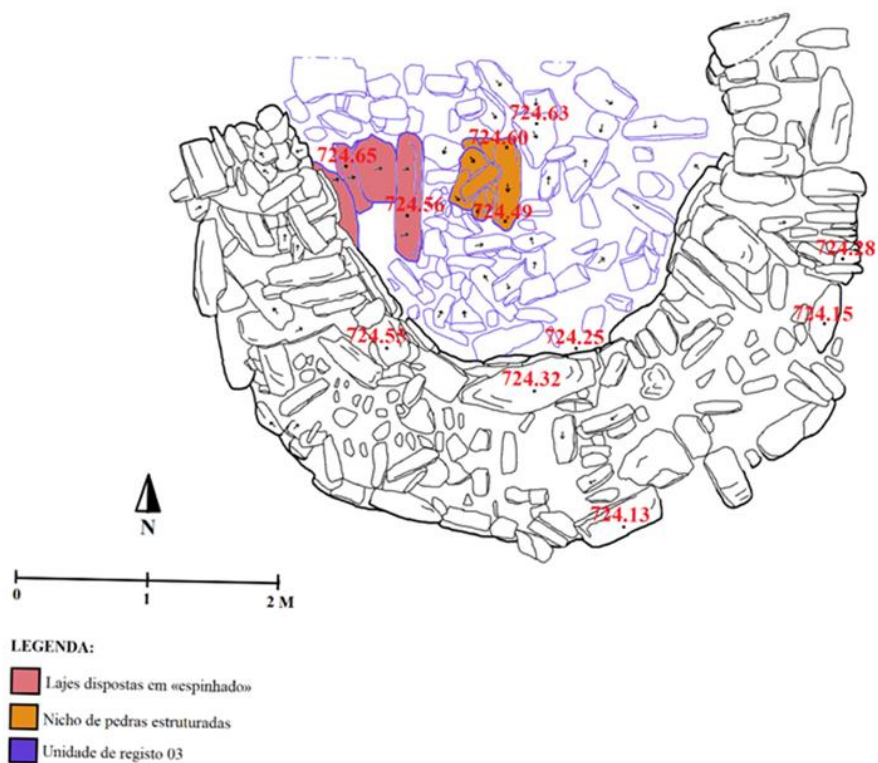 724.63
724.60
724.65
724.56
724.49
724.28
724.15
724.55
724.25
724.32
724.13
N
0 1 2 M
LEGENDA:
Lajes dispostas em «espinhado»
Nicho de pedras estruturadas
Unidade de registo 03